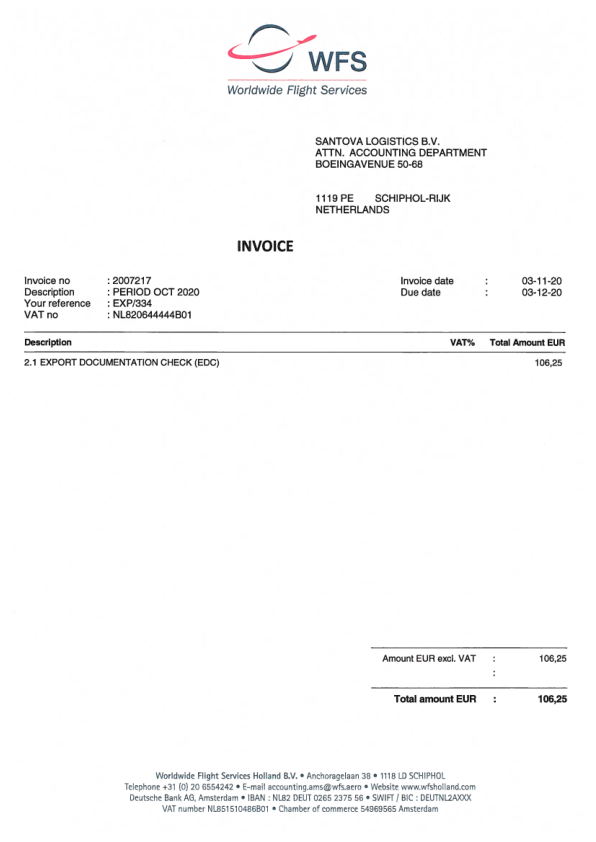 WFS
Worldwide Flight Services
SANTOVA LOGISTICS B.V.
ATTN. ACCOUNTING DEPARTMENT
BOEINGAVENUE 50-68
1119 PE SCHIPHOL-RIJK
NETHERLANDS
INVOICE
Invoice no : 2007217 Invoice date : 03-11-20
Description : PERIOD OCT 2020 Due date : 03-12-20
Your reference : EXP/334
VAT no : NL820644444B01
Description VAT% Total Amount EUR
2.1 EXPORT DOCUMENTATION CHECK (EDC) 106,25
Amount EUR excl. VAT : 106,25
:
Total amount EUR : 106,25
Worldwide Flight Services Holland B.V. • Anchoragelaan 38 • 1118 LD SCHIPHOL
Telephone +31 (0) 20 6554242 • E-mail accounting.ams@wfs.aero • Website www.wfsholland.com
Deutsche Bank AG, Amsterdam • IBAN : NL82 DEUT 0265 2375 56 • SWIFT / BIC : DEUTNL2AXXX
VAT number NL851510486B01 • Chamber of commerce 54969565 Amsterdam